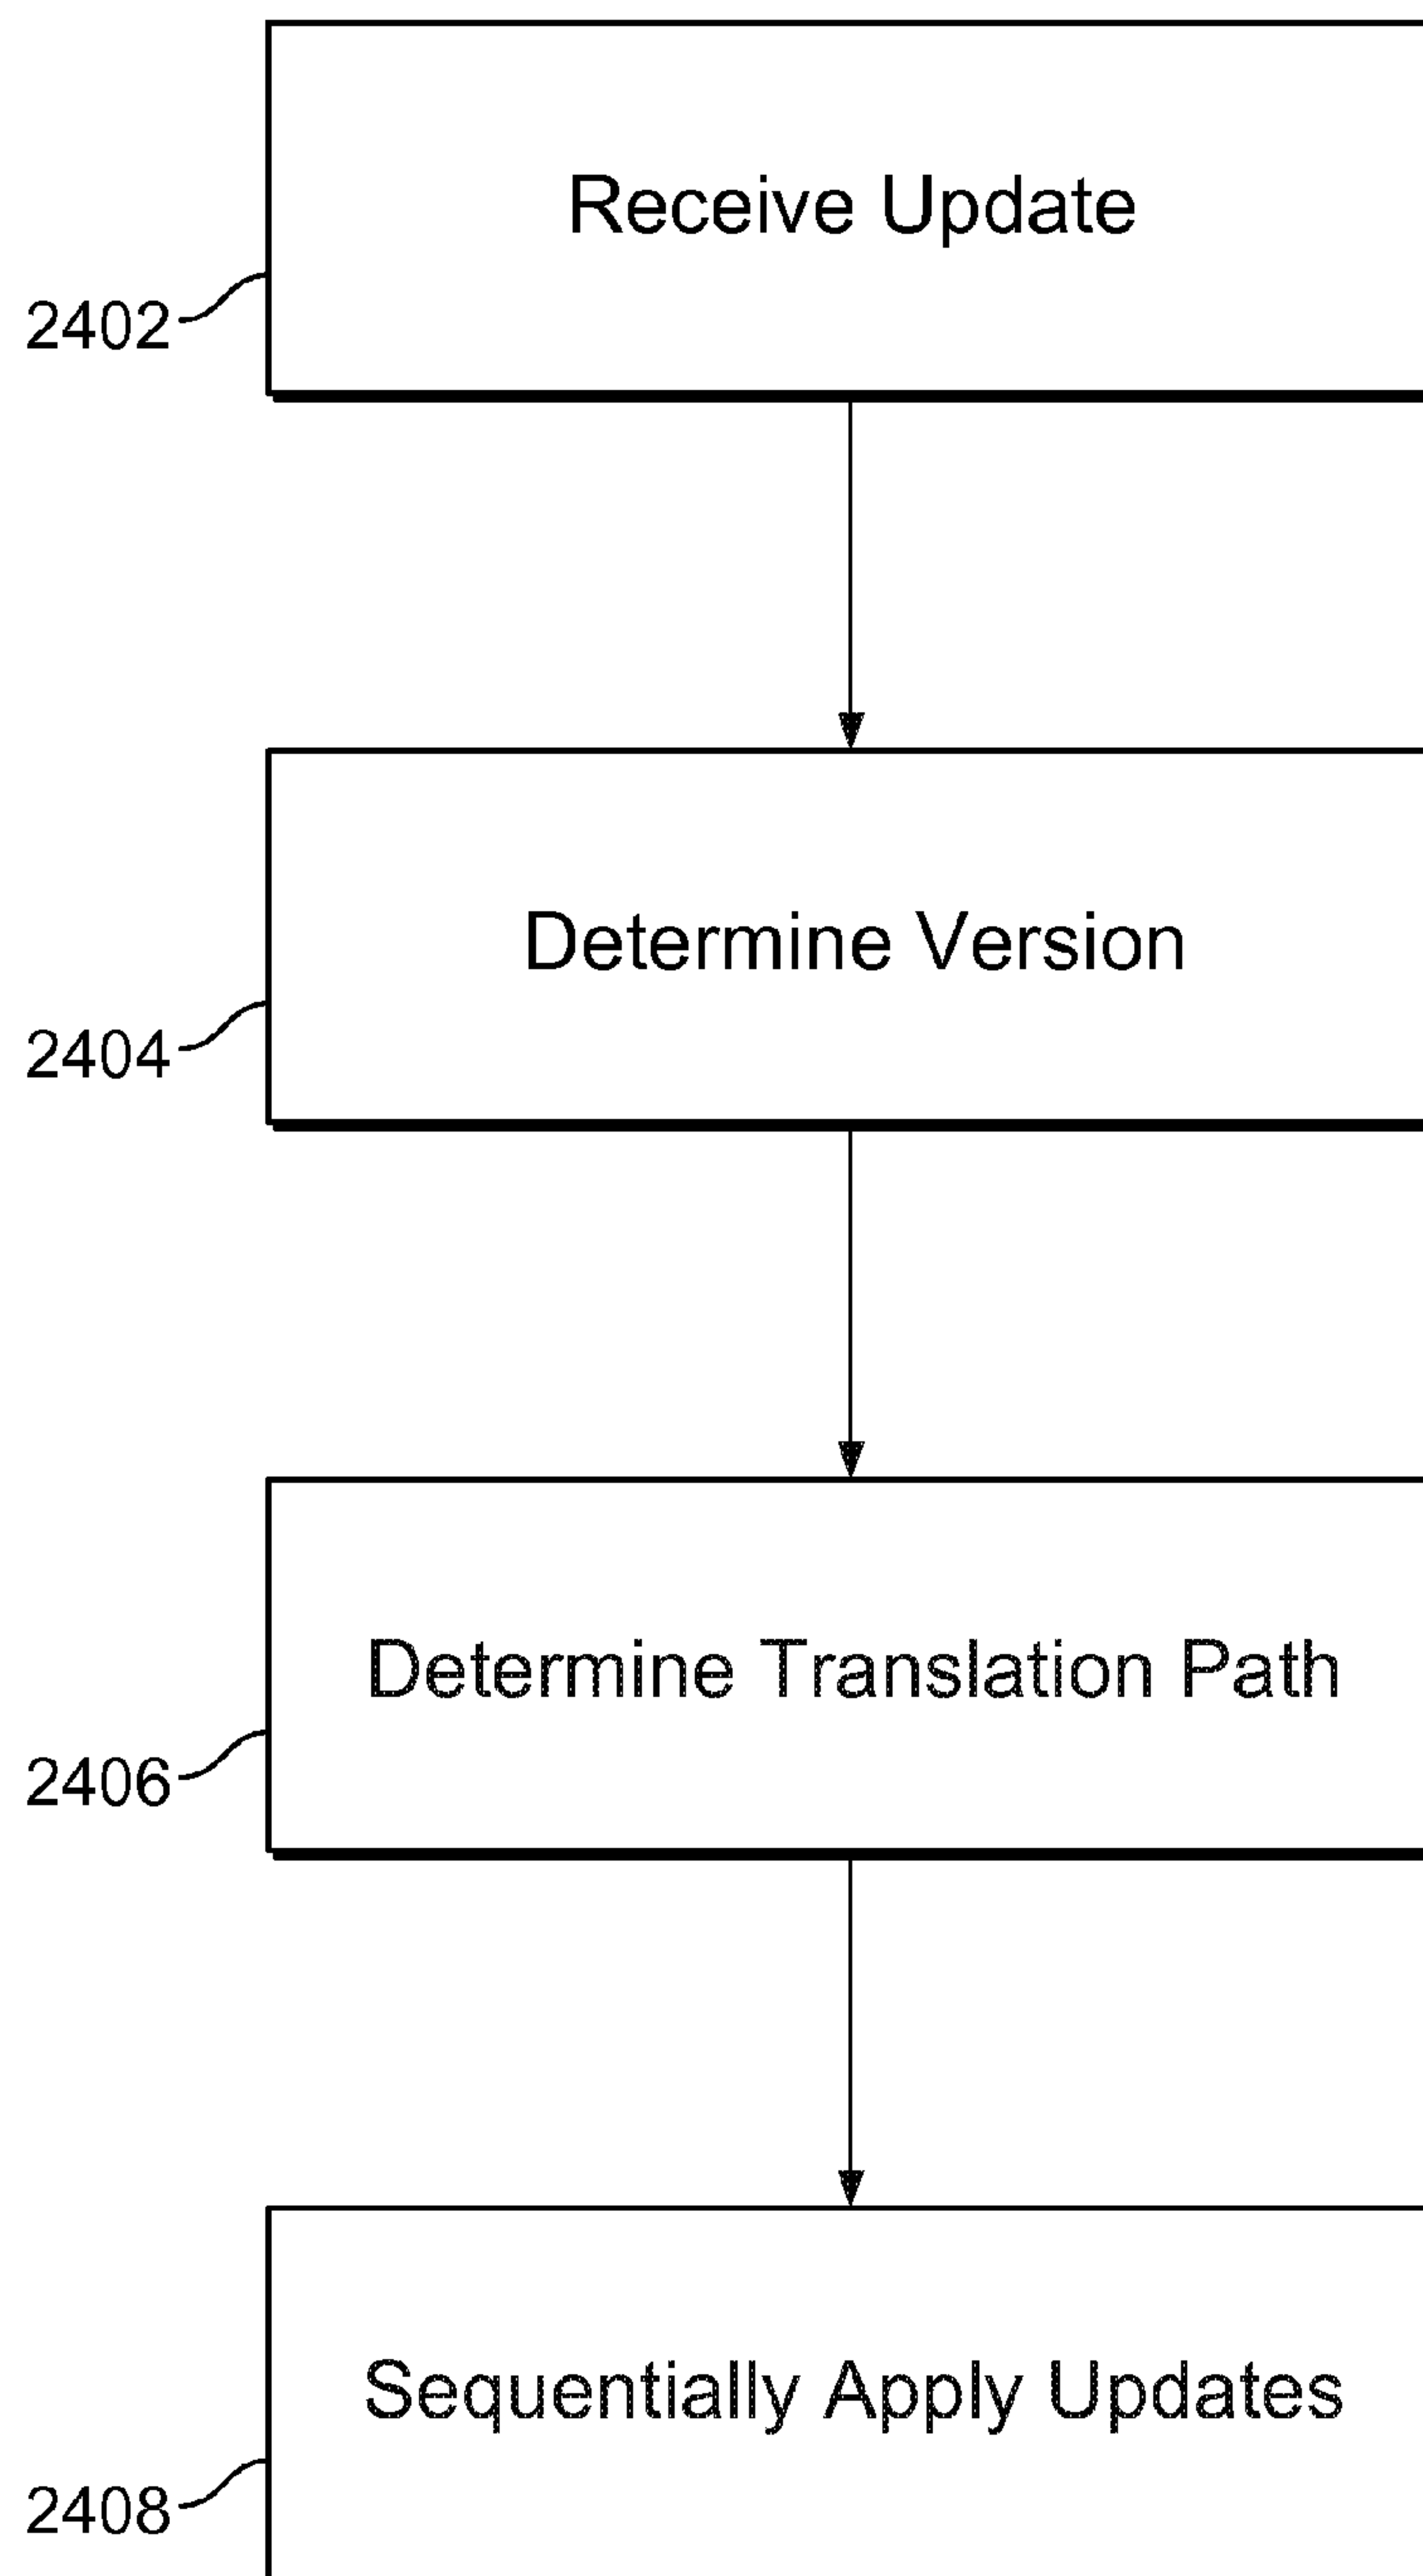 Receive Update
2402
Determine Version
2404
Determine Translation Path
2406
Sequentially Apply Updates
2408